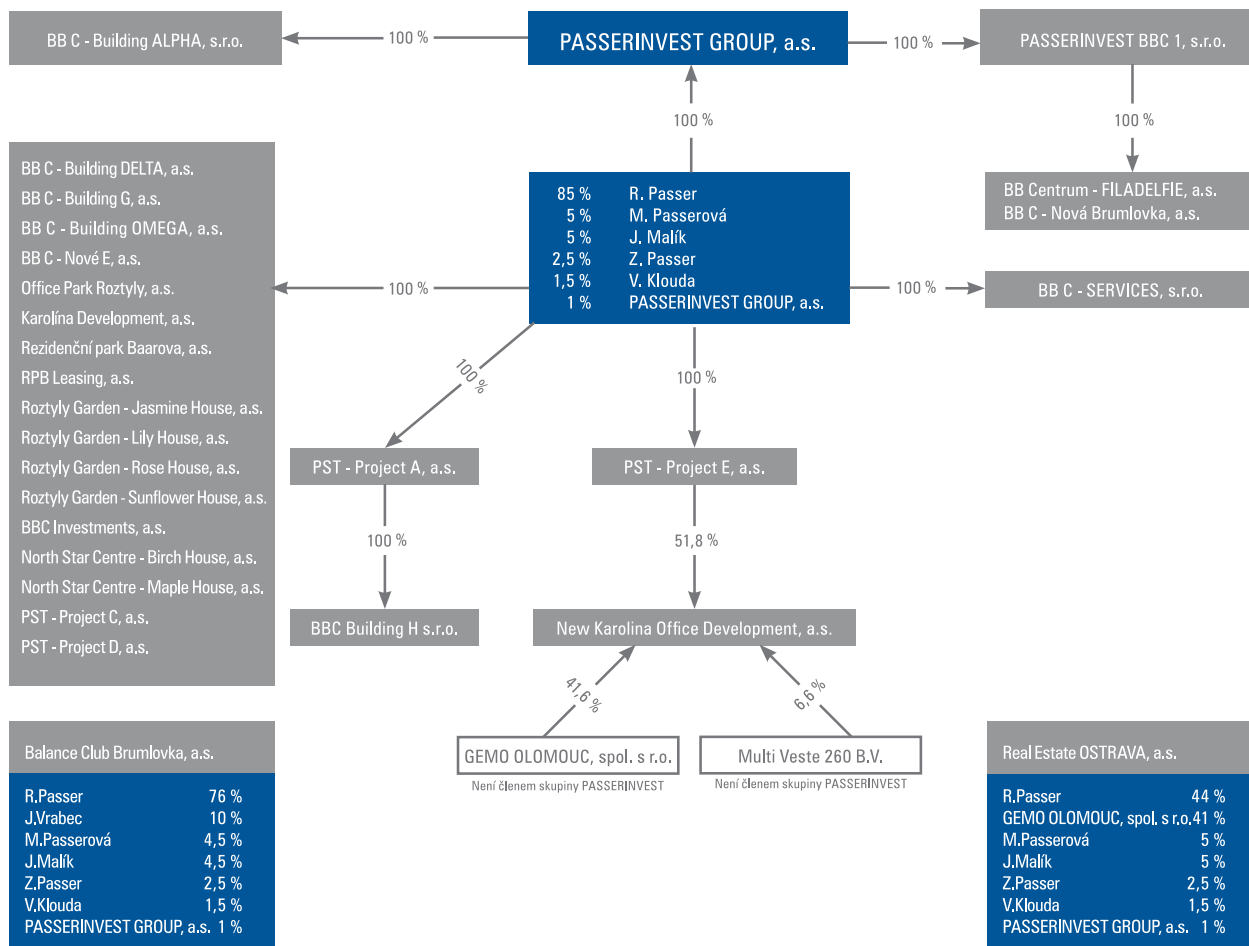 BB C - Building ALPHA, s.r.o.
100 %
PASSERINVEST GROUP, a.s.
100 %
PASSERINVEST BBC 1, s.r.o.
100 %
100 %
BB C - Building DELTA, a.s.
BB C - Building G, a.s.
BB C - Building OMEGA, a.s.
BB C - Nové E, a.s.
Office Park Roztyly, a.s.
Karolína Development, a.s.
Rezidenční park Baarova, a.s.
RPB Leasing, a.s.
Roztyly Garden - Jasmine House, a.s.
Roztyly Garden - Lily House, a.s.
Roztyly Garden - Rose House, a.s.
Roztyly Garden - Sunflower House, a.s.
BBC Investments, a.s.
North Star Centre - Birch House, a.s.
North Star Centre - Maple House, a.s.
PST - Project C, a.s.
PST - Project D, a.s.
100 %
85 % R. Passer
5 % M. Passerová
5 % J. Malík
2,5 % Z. Passer
1,5 % V. Klouda
1 % PASSERINVEST GROUP, a.s.
BB Centrum - FILADELFIE, a.s.
BB C - Nová Brumlovka, a.s.
100 %
BB C - SERVICES, s.r.o.
100 %
100 %
PST - Project A, a.s.
PST - Project E, a.s.
100 %
51,8 %
BBC Building H s.r.o.
New Karolina Office Development, a.s.
41,6 %
6,6 %
GEMO OLOMOUC, spol. s r.o.
Není členem skupiny PASSERINVEST
Multi Veste 260 B.V.
Není členem skupiny PASSERINVEST
Balance Club Brumlovka, a.s.
R.Passer 76 %
J.Vrabec 10 %
M.Passerová 4,5 %
J.Malík 4,5 %
Z.Passer 2,5 %
V.Klouda 1,5 %
PASSERINVEST GROUP, a.s. 1 %
Real Estate OSTRAVA, a.s.
R.Passer 44 %
GEMO OLOMOUC, spol. s r.o. 41 %
M.Passerová 5 %
J.Malík 5 %
Z.Passer 2,5 %
V.Klouda 1,5 %
PASSERINVEST GROUP, a.s. 1 %